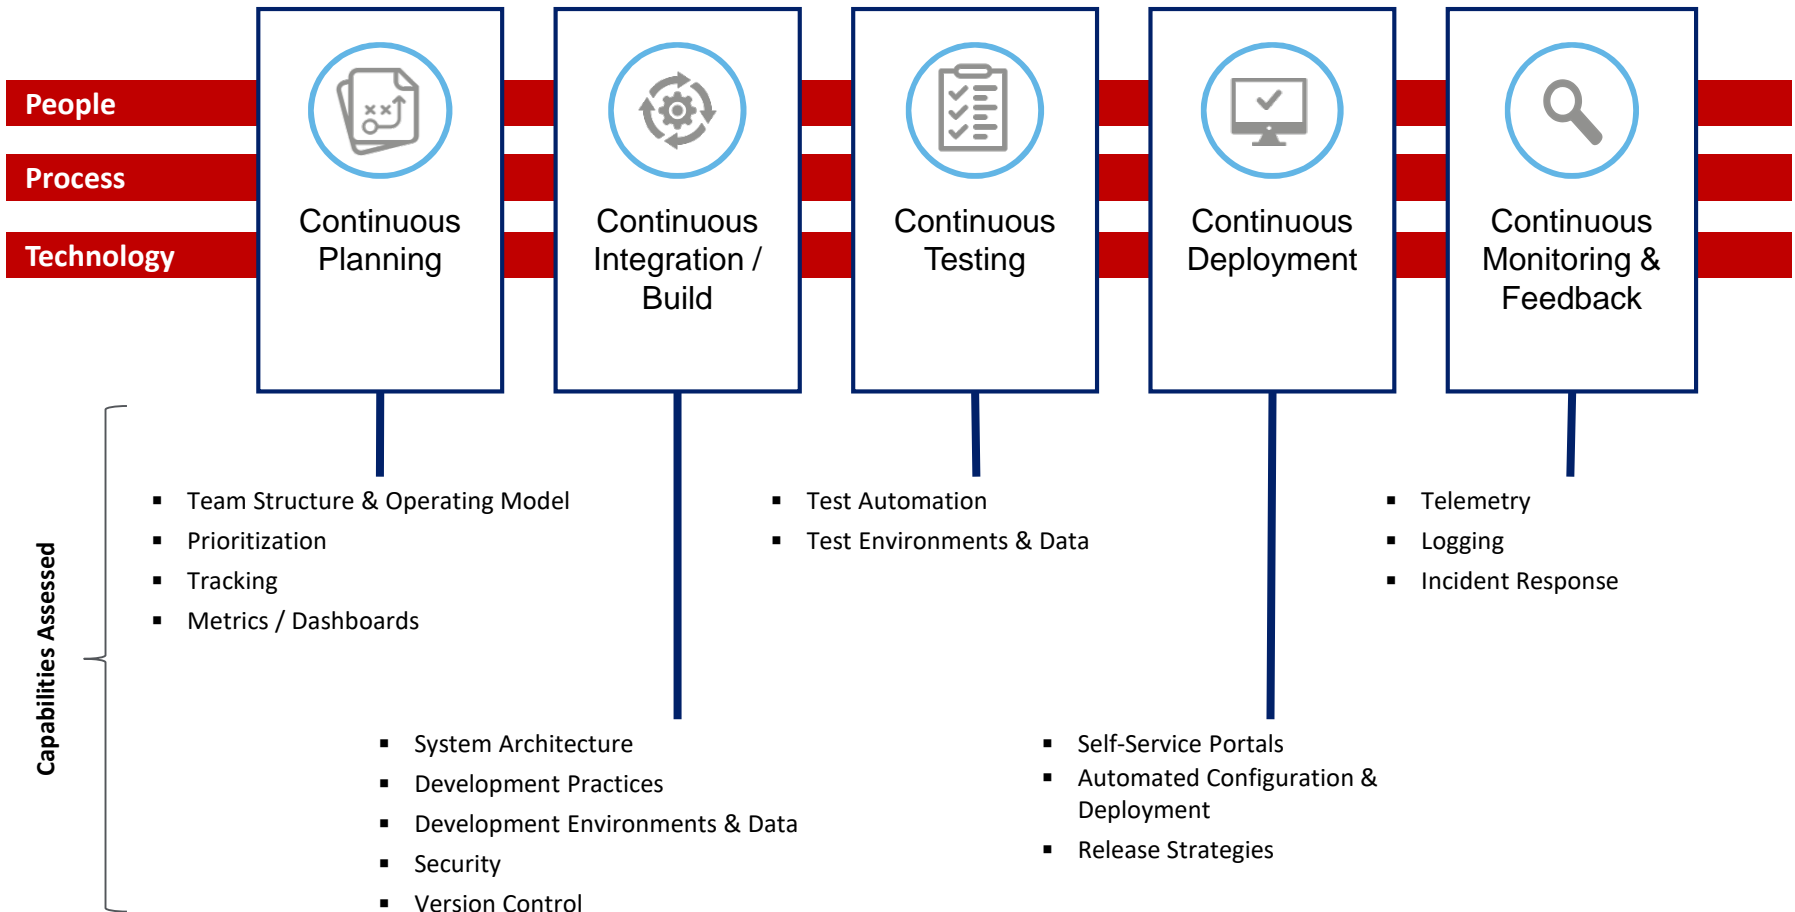 People
Process
Technology
Continuous
Planning
Continuous
Integration /
Build
Continuous
Testing
Continuous
Deployment
Continuous
Monitoring &
Feedback
Capabilities Assessed
▪ Team Structure & Operating Model
▪ Prioritization
▪ Tracking
▪ Metrics / Dashboards
▪ System Architecture
▪ Development Practices
▪ Development Environments & Data
▪ Security
▪ Version Control
▪ Test Automation
▪ Test Environments & Data
▪ Self-Service Portals
▪ Automated Configuration &
Deployment
▪ Release Strategies
▪ Telemetry
▪ Logging
▪ Incident Response